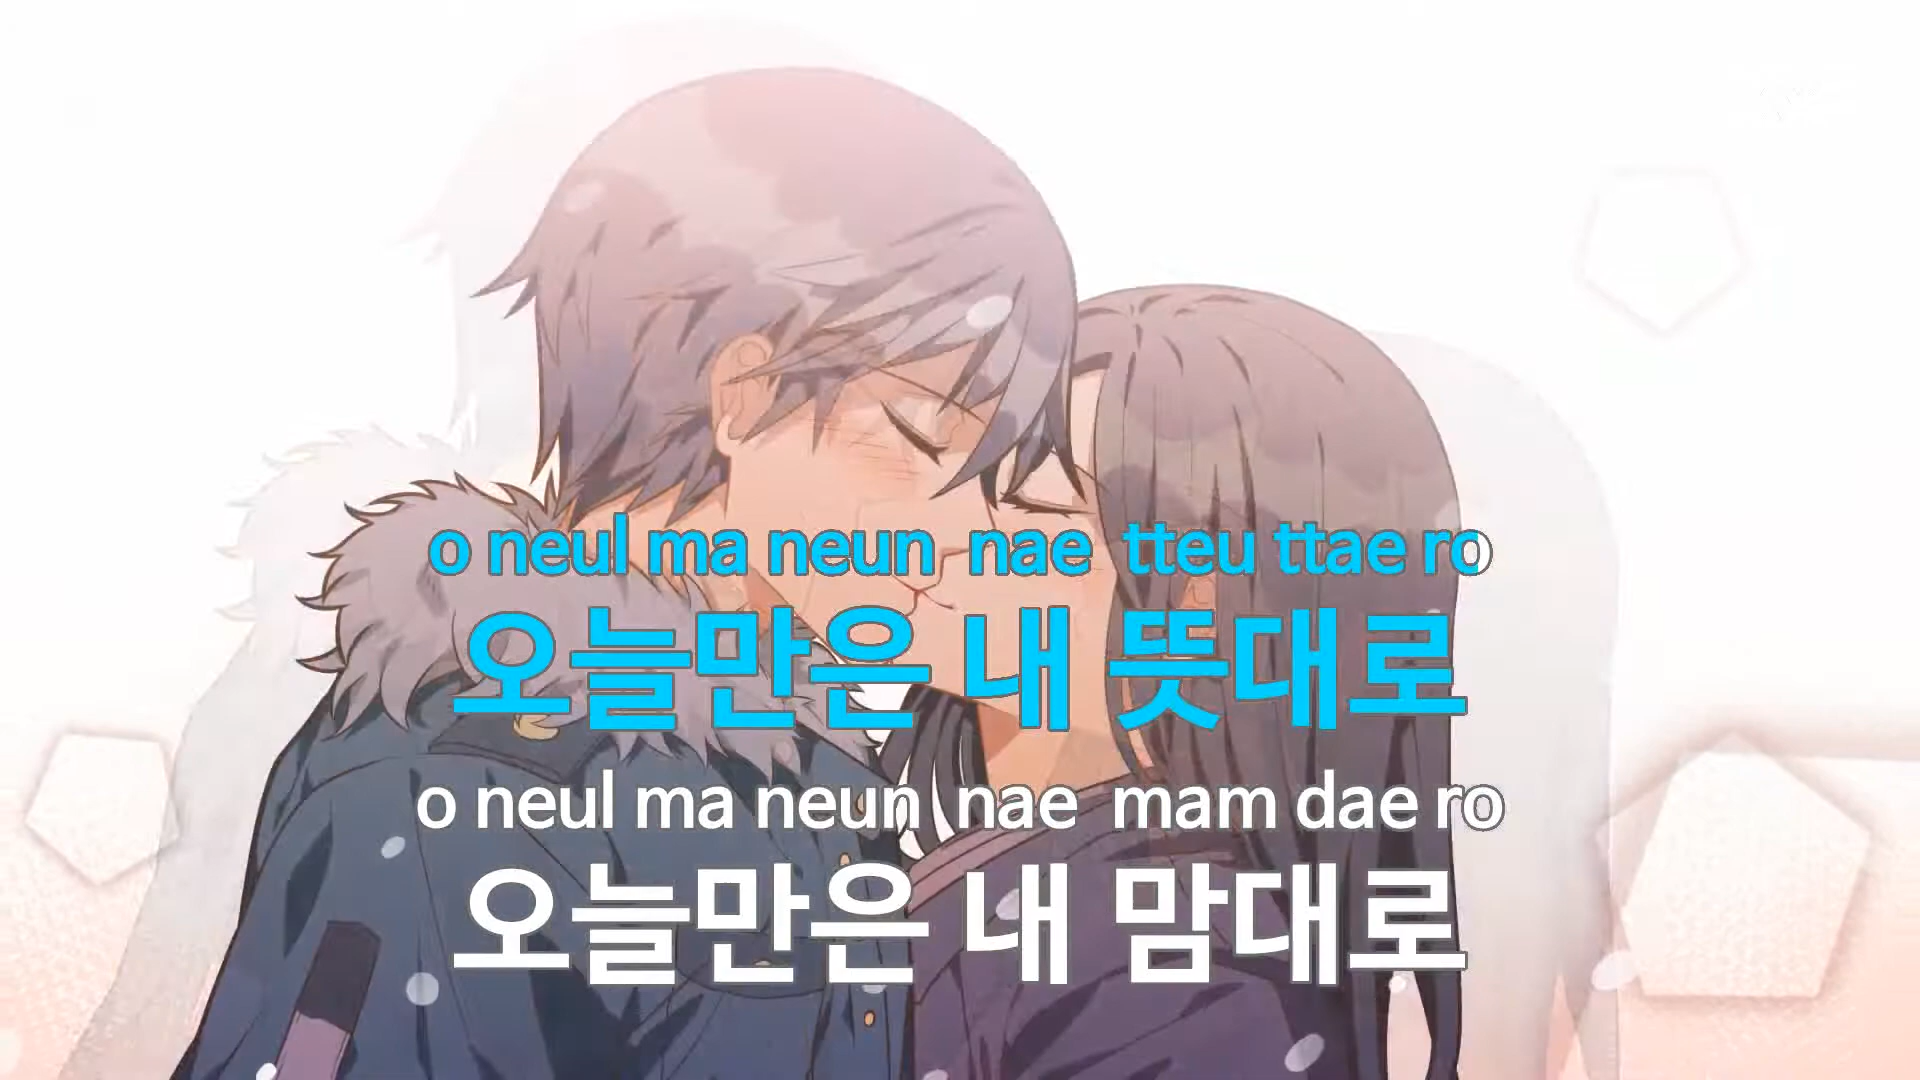 o neul ma neun nae tteu ttae ro
오늘만은 내 뜻대로
o neul ma neun nae mam dae ro
오늘만은 내 맘대로